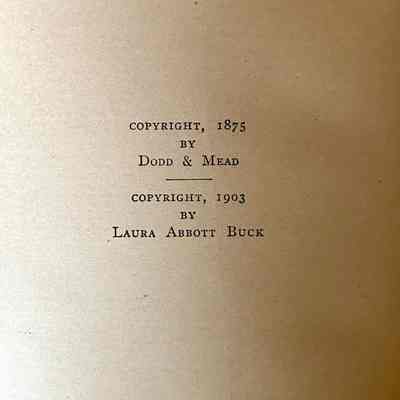 COPYRIGHT, 1875
BY
DODD & MEAD
COPYRIGHT, 1903
BY
LAURA ABBOTT BUCK